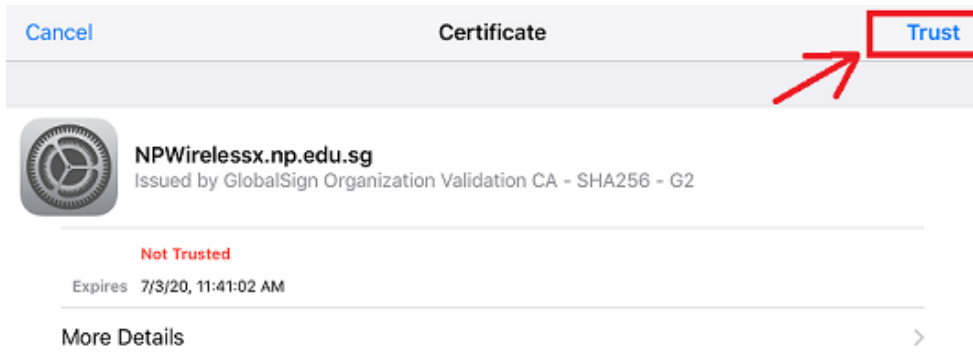 Cancel Certificate Trust
NPWirelessx.np.edu.sg
Issued by GlobalSign Organization Validation CA - SHA256 - G2
Not Trusted
Expires 7/3/20, 11:41:02 AM
More Details